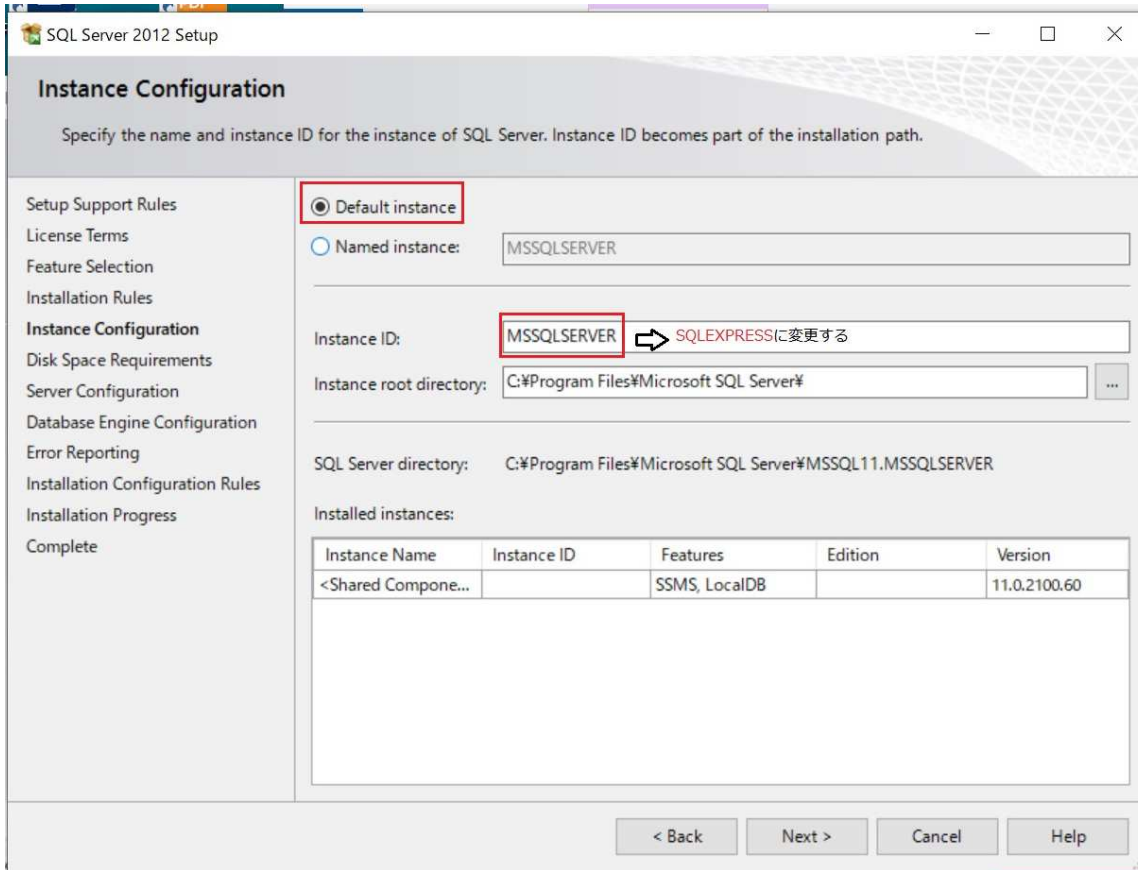 PDF
SQL Server 2012 Setup
Instance Configuration
Specify the name and instance ID for the instance of SQL Server. Instance ID becomes part of the installation path.
Setup Support Rules
License Terms
Feature Selection
Installation Rules
Instance Configuration
Disk Space Requirements
Server Configuration
Database Engine Configuration
Error Reporting
Installation Configuration Rules
Installation Progress
Complete
Default instance
Named instance: MSSQLSERVER
Instance ID: MSSQLSERVER SQLEXPRESSに変更する
Instance root directory: C:¥Program Files¥Microsoft SQL Server¥ ...
SQL Server directory: C:¥Program Files¥Microsoft SQL Server¥MSSQL11.MSSQLSERVER
Installed instances:
Instance Name Instance ID Features Edition Version
<Shared Compone... SSMS, LocalDB 11.0.2100.60
< Back Next > Cancel Help